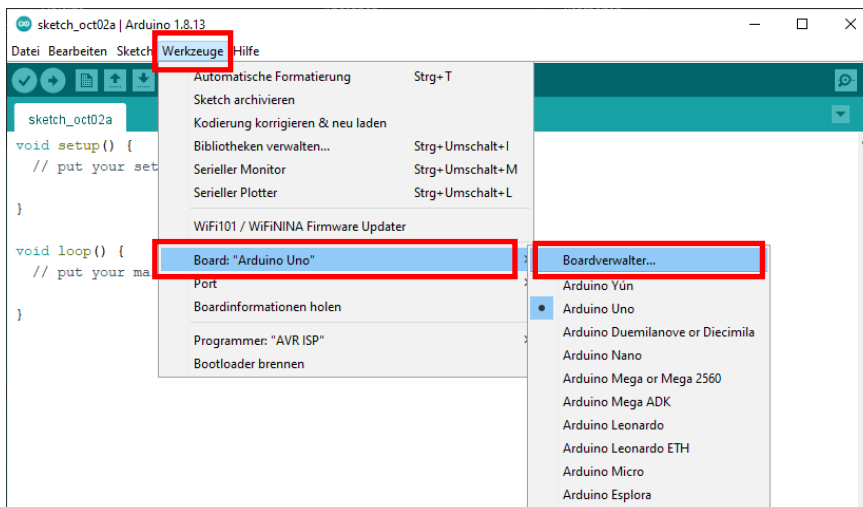 sketch_oct02a | Arduino 1.8.13
Datei Bearbeiten Sketch Werkzeuge Hilfe
sketch_oct02a
void setup() {
// put your set
}
void loop() {
// put your ma
}
Automatische Formatierung Strg+T
Sketch archivieren
Kodierung korrigieren & neu laden
Bibliotheken verwalten... Strg+Umschalt+I
Serieller Monitor Strg+Umschalt+M
Serieller Plotter Strg+Umschalt+L
WiFi101 / WiFiNINA Firmware Updater
Board: "Arduino Uno"
Port
Boardinformationen holen
Programmer: "AVR ISP"
Bootloader brennen
Boardverwalter...
Arduino Yún
Arduino Uno
Arduino Duemilanove or Diecimila
Arduino Nano
Arduino Mega or Mega 2560
Arduino Mega ADK
Arduino Leonardo
Arduino Leonardo ETH
Arduino Micro
Arduino Esplora